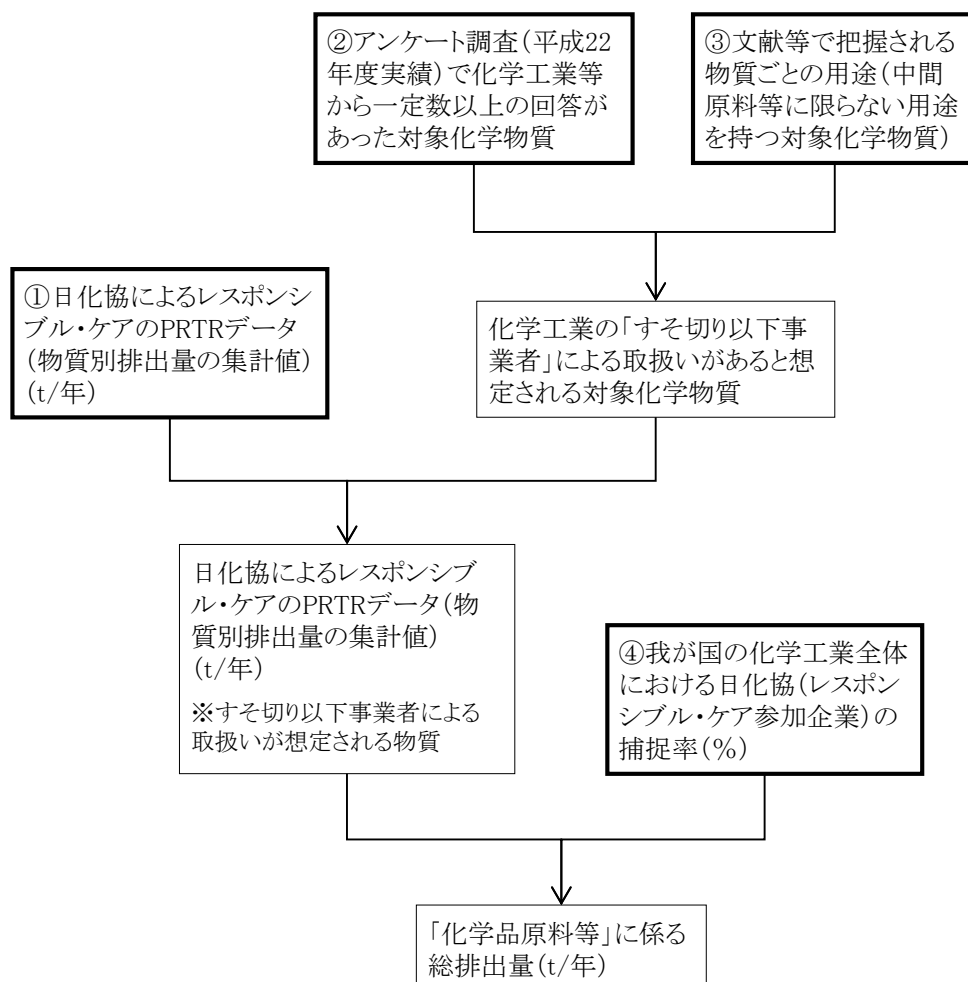 ②アンケート調査(平成22
年度実績)で化学工業等
から一定数以上の回答が
あった対象化学物質
③文献等で把握される
物質ごとの用途(中間
原料等に限らない用途
を持つ対象化学物質)
①日化協によるレスポンシ
ブル・ケアのPRTRデータ
(物質別排出量の集計値)
(t/年)
化学工業の「すそ切り以下事
業者」による取扱いがあると想
定される対象化学物質
日化協によるレスポンシブ
ル・ケアのPRTRデータ(物
質別排出量の集計値)
(t/年)
※すそ切り以下事業者による
取扱いが想定される物質
④我が国の化学工業全体
における日化協(レスポン
シブル・ケア参加企業)の
捕捉率(%)
「化学品原料等」に係る
総排出量(t/年)